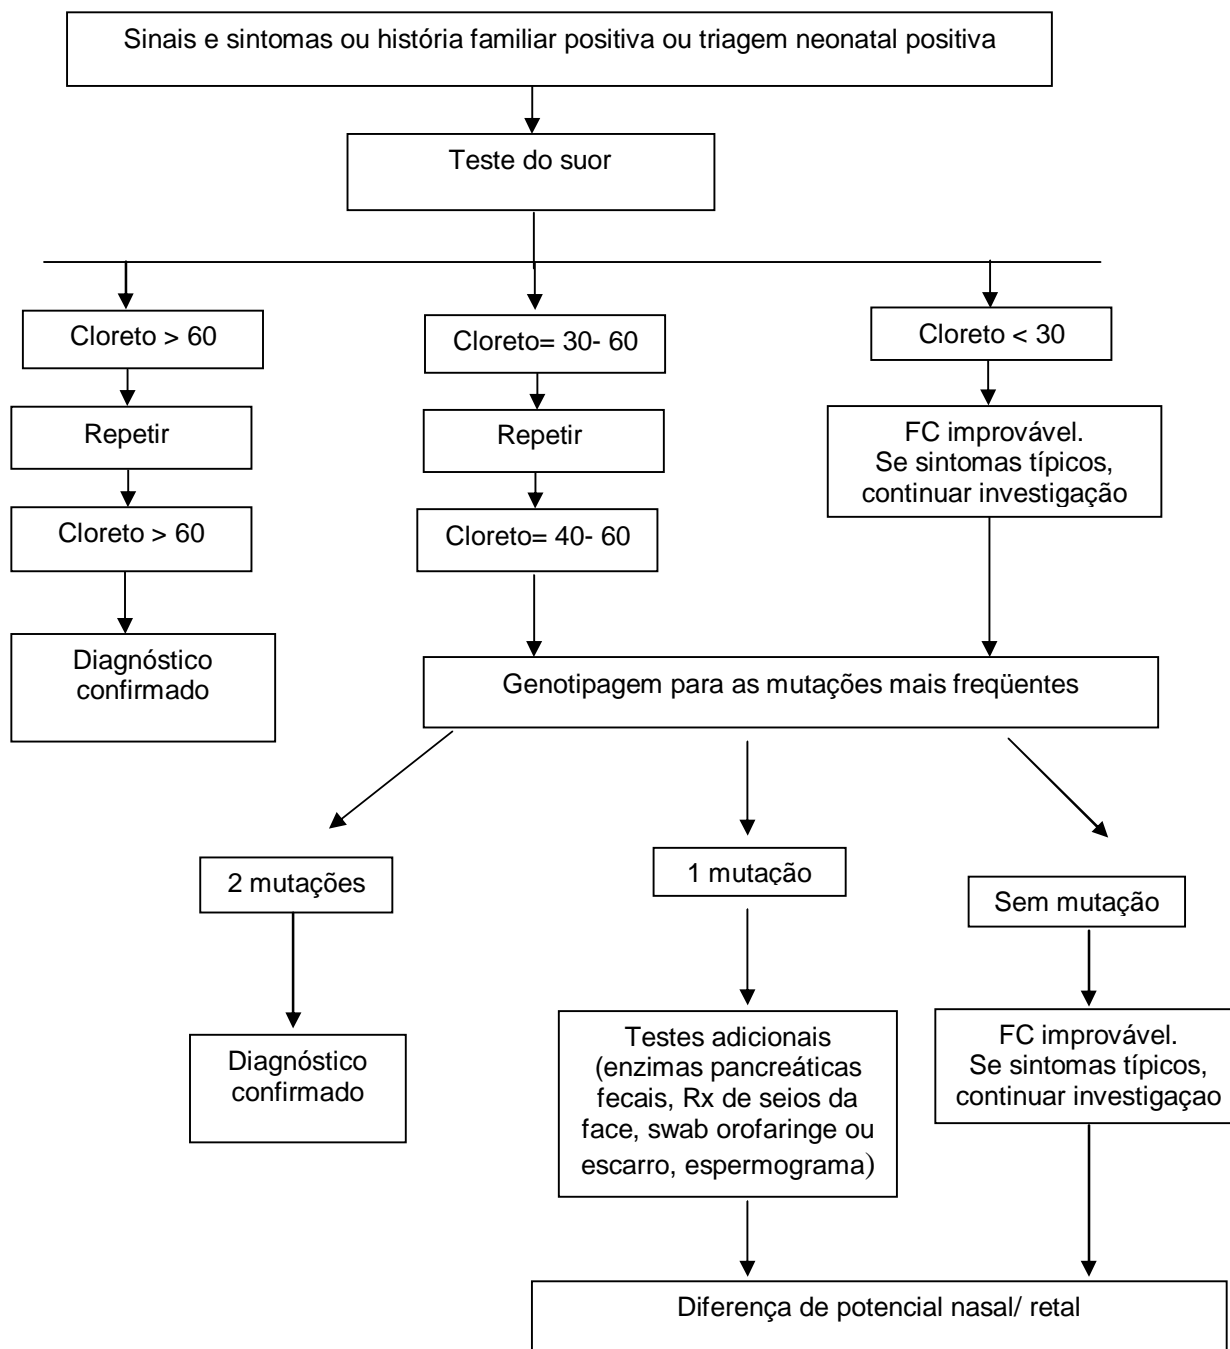 Sinais e sintomas ou história familiar positiva ou triagem neonatal positiva
Teste do suor
Cloreto > 60
Cloreto= 30- 60
Cloreto < 30
Repetir
Repetir
FC improvável.
Se sintomas típicos,
continuar investigação
Cloreto > 60
Cloreto= 40- 60
Diagnóstico
confirmado
Genotipagem para as mutações mais freqüentes
2 mutações
1 mutação
Sem mutação
Diagnóstico
confirmado
Testes adicionais
(enzimas pancreáticas
fecais, Rx de seios da
face, swab orofaringe ou
escarro, espermograma)
FC improvável.
Se sintomas típicos,
continuar investigaçao
Diferença de potencial nasal/ retal